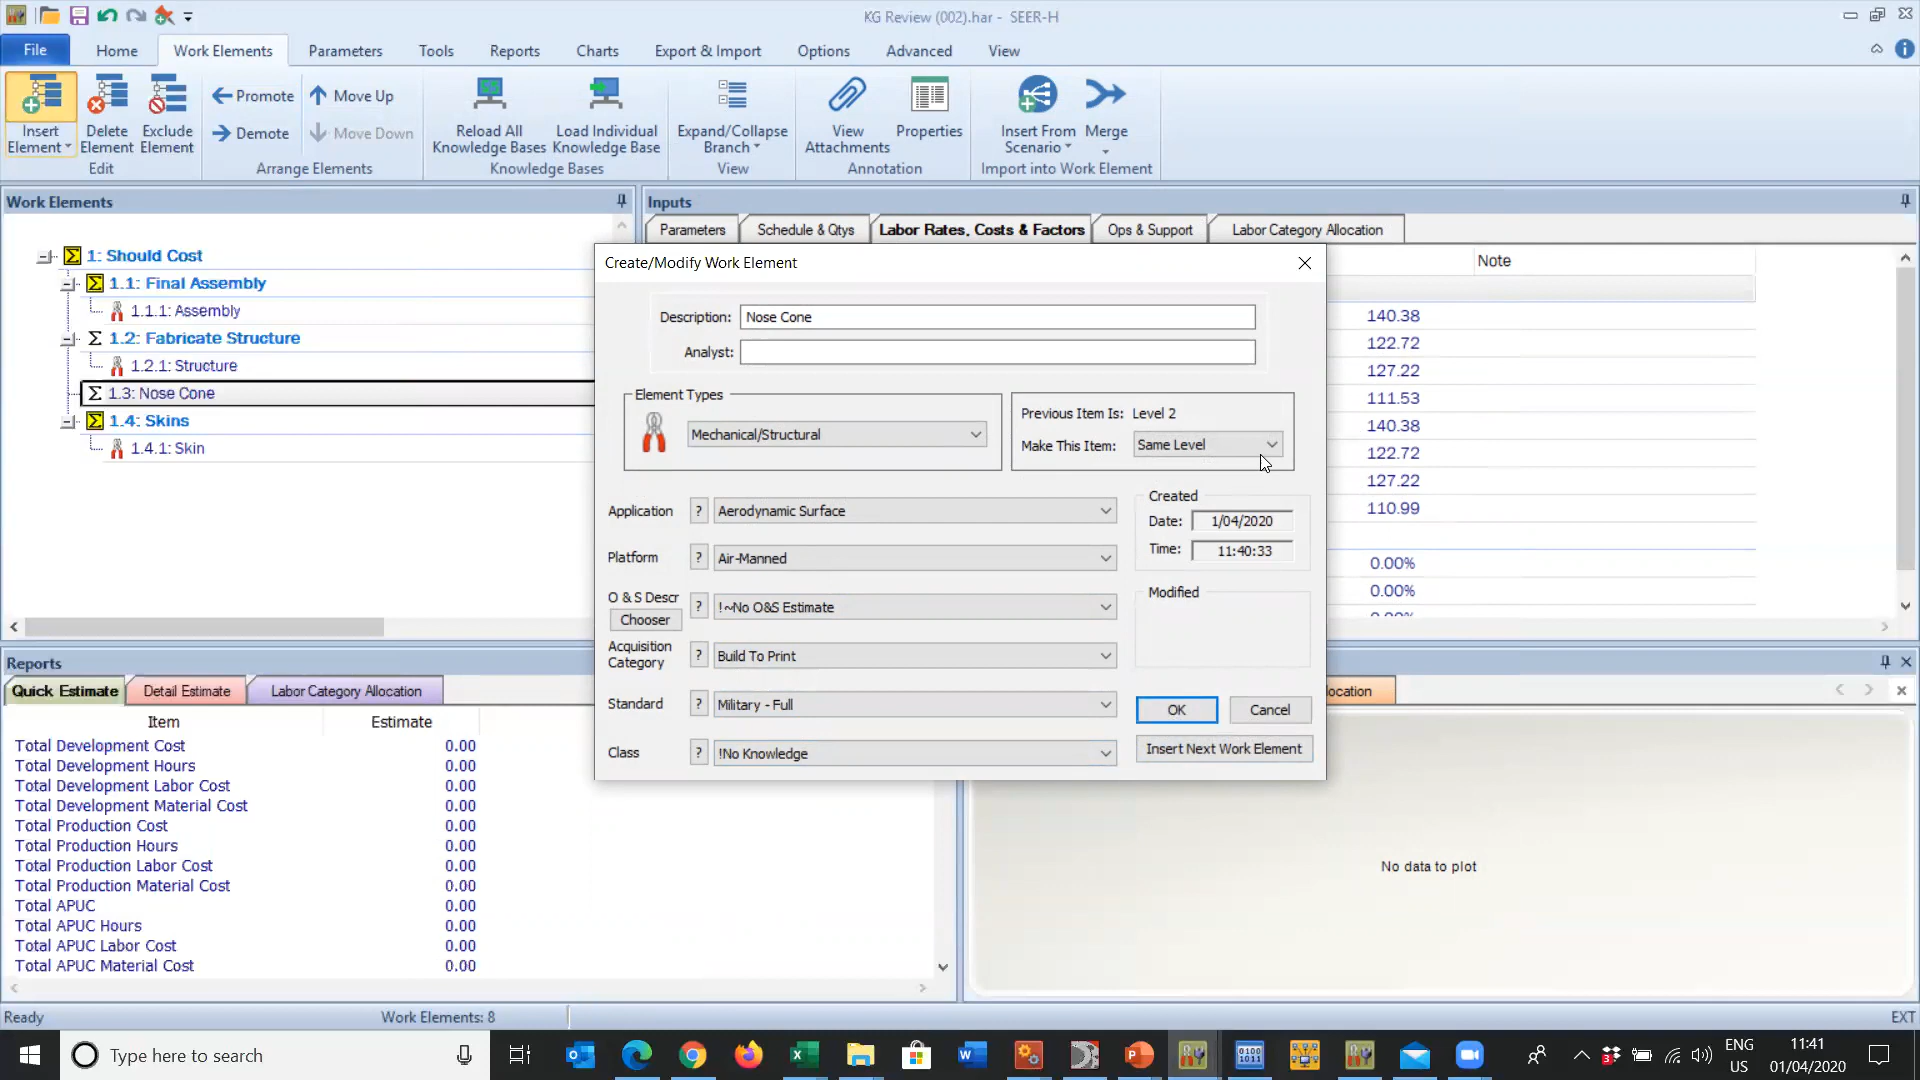 KG Review (002).har - SEER-H
File
Home
Work Elements
Parameters
Tools
Reports
Charts
Export & Import
Options
Advanced
View
Insert
Element
Delete
Element
Exclude
Element
Edit
Promote
Demote
Move Up
Move Down
Arrange Elements
Reload All
Knowledge Bases
Load Individual
Knowledge Base
Knowledge Bases
Expand/Collapse
Branch
View
View
Attachments
Properties
Annotation
Insert From
Scenario
Merge
Import into Work Element
Work Elements
1: Should Cost
1.1: Final Assembly
1.1.1: Assembly
1.2: Fabricate Structure
1.2.1: Structure
1.3: Nose Cone
1.4: Skins
1.4.1: Skin
Inputs
Parameters
Schedule & Qtys
Labor Rates, Costs & Factors
Ops & Support
Labor Category Allocation
Note
140.38
122.72
127.22
111.53
140.38
122.72
127.22
110.99
0.00%
0.00%
Create/Modify Work Element
Description: Nose Cone
Analyst:
Element Types
Mechanical/Structural
Previous Item Is: Level 2
Make This Item: Same Level
Application ? Aerodynamic Surface
Platform ? Air-Manned
O & S Descr ? !~No O&S Estimate
Chooser
Acquisition
Category ? Build To Print
Standard ? Military - Full
Class ? !No Knowledge
Created
Date: 1/04/2020
Time: 11:40:33
Modified
OK
Cancel
Insert Next Work Element
Reports
Quick Estimate
Detail Estimate
Labor Category Allocation
Item Estimate
Total Development Cost 0.00
Total Development Hours 0.00
Total Development Labor Cost 0.00
Total Development Material Cost 0.00
Total Production Cost 0.00
Total Production Hours 0.00
Total Production Labor Cost 0.00
Total Production Material Cost 0.00
Total APUC 0.00
Total APUC Hours 0.00
Total APUC Labor Cost 0.00
Total APUC Material Cost 0.00
ocation
No data to plot
Ready
Work Elements: 8
EXT
Type here to search
ENG
US
11:41
01/04/2020